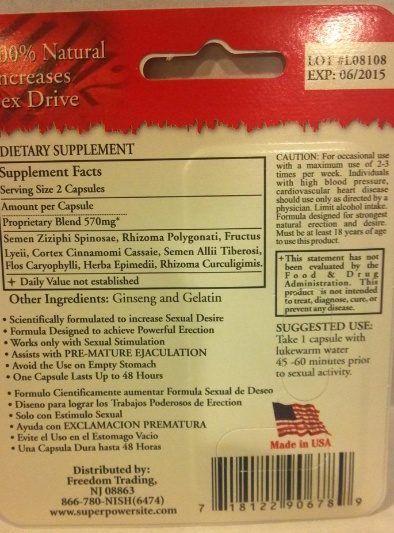 00% Natural
ncreases
ex Drive
LOT #L08108
EXP: 06/2015
DIETARY SUPPLEMENT
Supplement Facts
Serving Size 2 Capsules
Amount per Capsule
Proprietary Blend 570mg*
Semen Ziziphi Spinosae, Rhizoma Polygonati, Fructus
Lyeii, Cortex Cinnamomi Cassaie, Semen Allii Tiberosi,
Flos Caryophylli, Herba Epimedii, Rhizoma Curculigimis.
+ Daily Value not established
Other Ingredients: Ginseng and Gelatin
• Scientifically formulated to increase Sexual Desire
• Formula Designed to achieve Powerful Erection
• Works only with Sexual Stimulation
• Assists with PRE-MATURE EJACULATION
• Avoid the Use on Empty Stomach
• One Capsule Lasts Up to 48 Hours
• Formulo Cientificamente aumentar Formula Sexual de Deseo
• Diseno para lograr los Trabajos Poderosos de Erection
• Solo con Estimulo Sexual
• Ayuda con EXCLAMACION PREMATURA
• Evite el Uso en el Estomago Vacio
• Una Capsula Dura hasta 48 Horas
Distributed by:
Freedom Trading,
NJ 08863
866-780-NISH(6474)
www.superpowersite.com
CAUTION: For occasional use
with a maximum use of 2-3
times per week. Individuals
with high blood pressure,
cardiovascular heart disease
should use only as directed by a
physician. Limit alcohol intake.
Formula designed for strongest
natural erection and desire.
Must be at least 18 years of age
to use this product.
+This statement has not
been evaluated by the
Food & Drug
Administration. This
product is not intended
to treat, diagnose, cure, or
prevent any disease.
SUGGESTED USE:
Take 1 capsule with
lukewarm water
45 -60 minutes prior
to sexual activity.
Made in USA
7 18122 90678 9